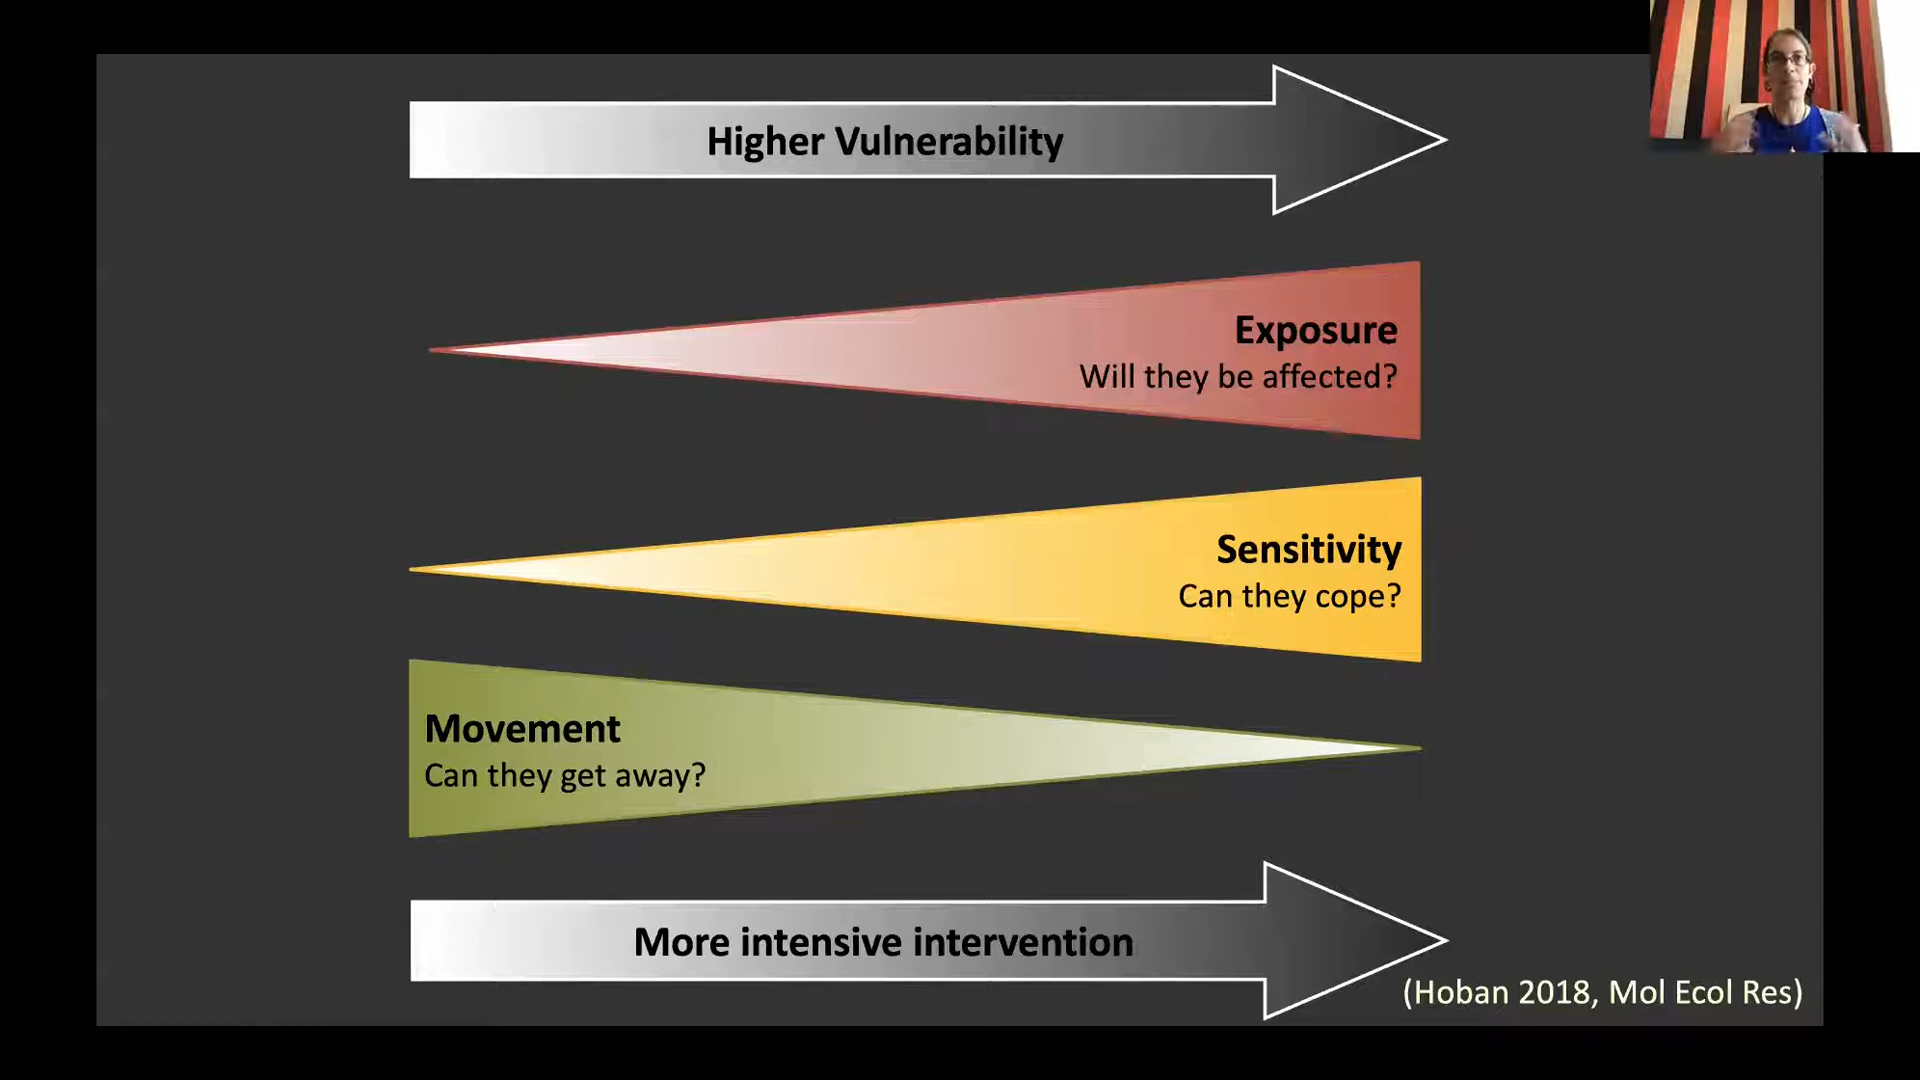 Higher Vulnerability
Exposure
Will they be affected?
Sensitivity
Can they cope?
Movement
Can they get away?
More intensive intervention
(Hoban 2018, Mol Ecol Res)